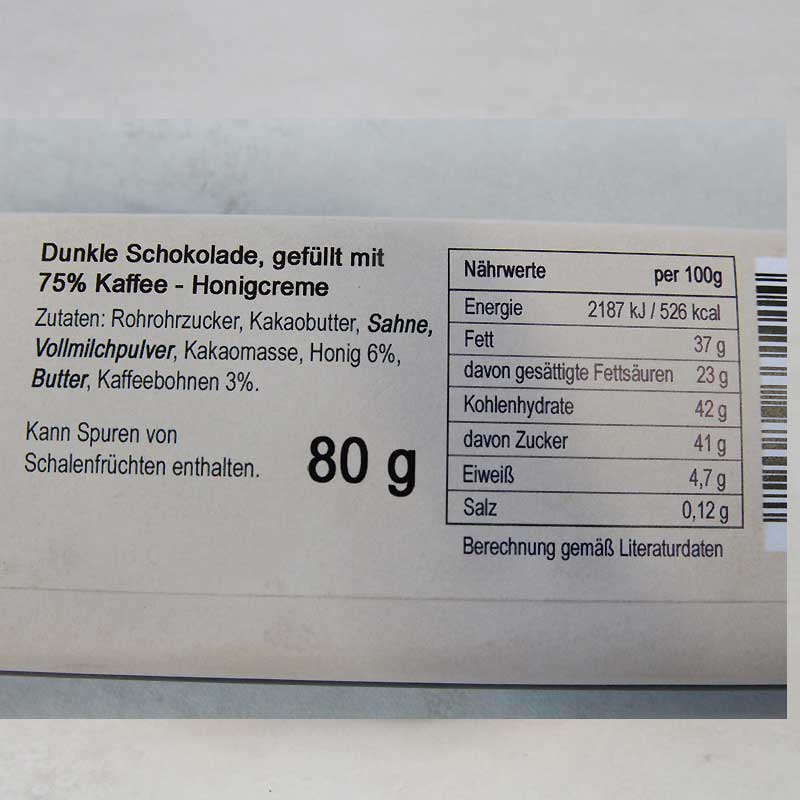 Dunkle Schokolade, gefüllt mit
75% Kaffee - Honigcreme
Zutaten: Rohrohrzucker, Kakaobutter, Sahne,
Vollmilchpulver, Kakaomasse, Honig 6%,
Butter, Kaffeebohnen 3%.
Kann Spuren von
Schalenfrüchten enthalten.
80 g
Nährwerte per 100g
Energie 2187 kJ / 526 kcal
Fett 37 g
davon gesättigte Fettsäuren 23 g
Kohlenhydrate 42 g
davon Zucker 41 g
Eiweiß 4,7 g
Salz 0,12 g
Berechnung gemäß Literaturdaten